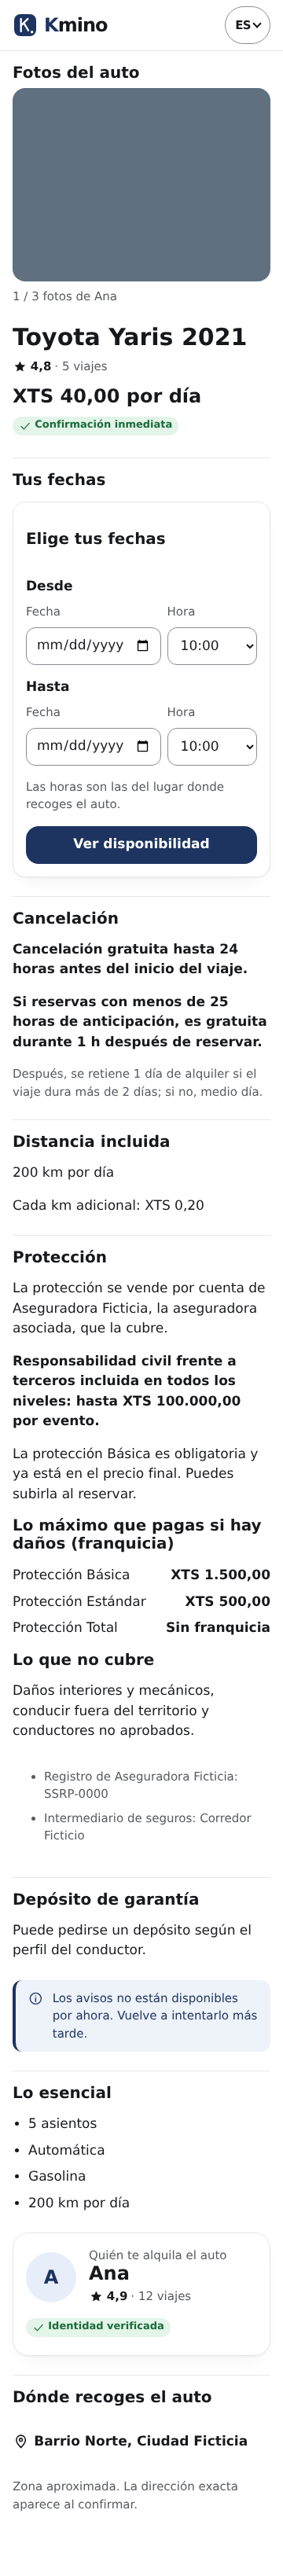 Kmino
ES
Fotos del auto
1 / 3 fotos de Ana
Toyota Yaris 2021
★ 4,8 · 5 viajes
XTS 40,00 por día
Confirmación inmediata
Tus fechas
Elige tus fechas
Desde
Fecha Hora
mm/dd/yyyy 10:00
Hasta
Fecha Hora
mm/dd/yyyy 10:00
Las horas son las del lugar donde
recoges el auto.
Ver disponibilidad
Cancelación
Cancelación gratuita hasta 24
horas antes del inicio del viaje.
Si reservas con menos de 25
horas de anticipación, es gratuita
durante 1 h después de reservar.
Después, se retiene 1 día de alquiler si el
viaje dura más de 2 días; si no, medio día.
Distancia incluida
200 km por día
Cada km adicional: XTS 0,20
Protección
La protección se vende por cuenta de
Aseguradora Ficticia, la aseguradora
asociada, que la cubre.
Responsabilidad civil frente a
terceros incluida en todos los
niveles: hasta XTS 100.000,00
por evento.
La protección Básica es obligatoria y
ya está en el precio final. Puedes
subirla al reservar.
Lo máximo que pagas si hay
daños (franquicia)
Protección Básica XTS 1.500,00
Protección Estándar XTS 500,00
Protección Total Sin franquicia
Lo que no cubre
Daños interiores y mecánicos,
conducir fuera del territorio y
conductores no aprobados.
• Registro de Aseguradora Ficticia:
SSRP-0000
• Intermediario de seguros: Corredor
Ficticio
Depósito de garantía
Puede pedirse un depósito según el
perfil del conductor.
Los avisos no están disponibles
por ahora. Vuelve a intentarlo más
tarde.
Lo esencial
• 5 asientos
• Automática
• Gasolina
• 200 km por día
A
Quién te alquila el auto
Ana
★ 4,9 · 12 viajes
Identidad verificada
Dónde recoges el auto
Barrio Norte, Ciudad Ficticia
Zona aproximada. La dirección exacta
aparece al confirmar.